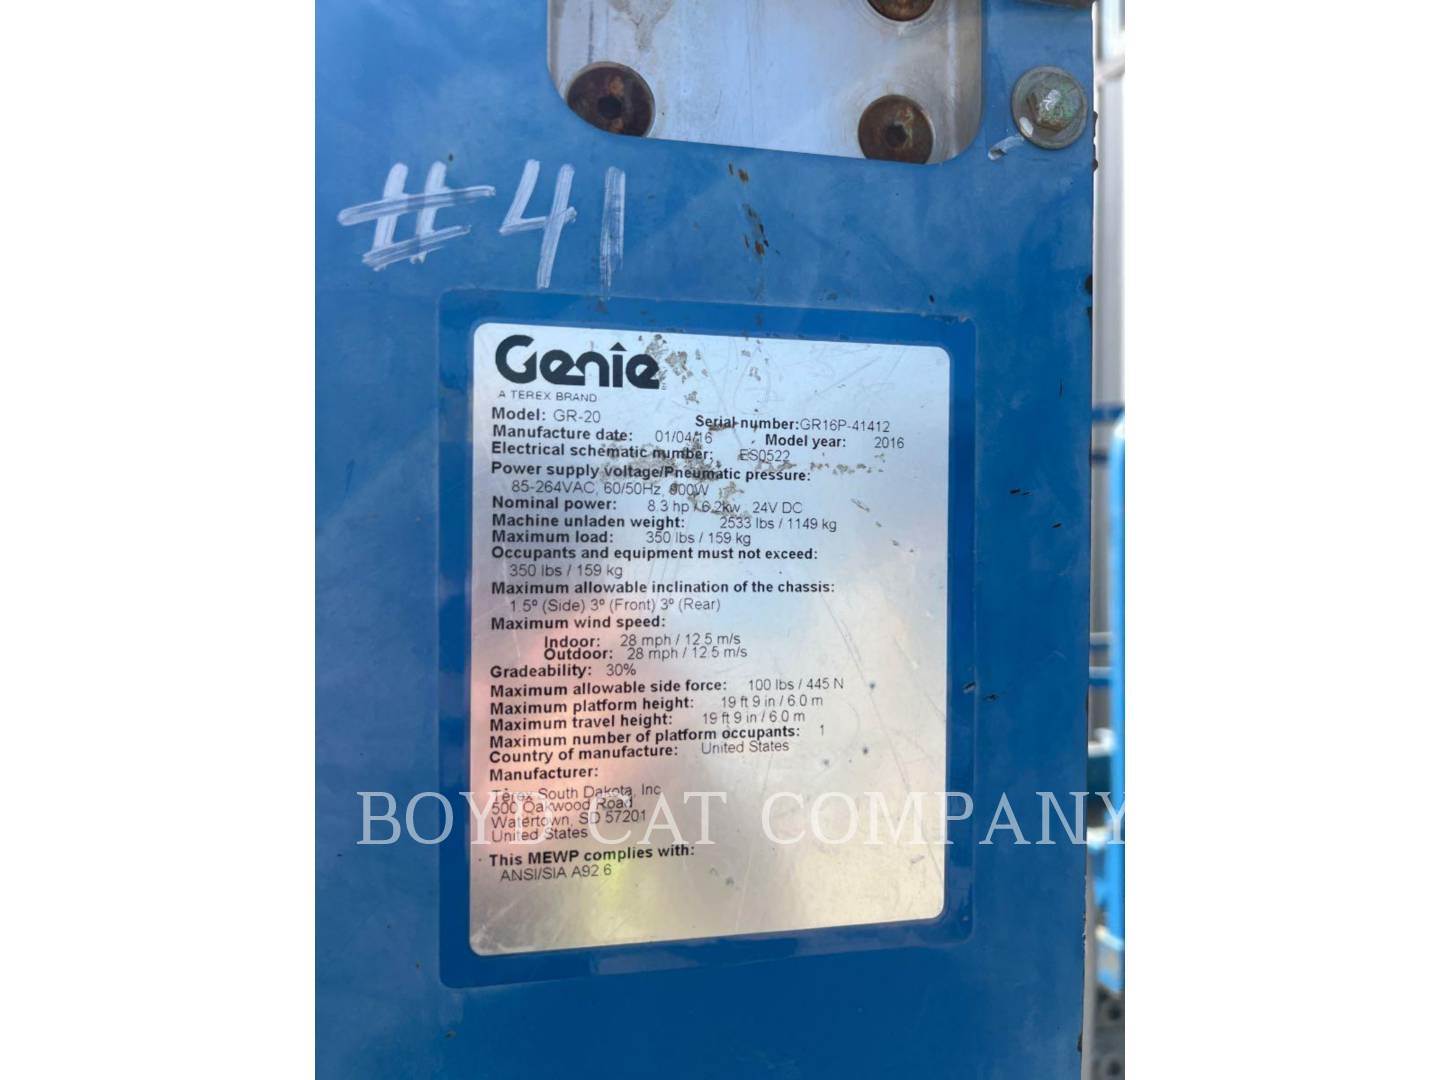 #41
Genie
A TEREX BRAND
Model: GR-20 Serial number: GR16P-41412
Manufacture date: 01/04/16 Model year: 2016
Electrical schematic number: ES0522
Power supply voltage/Pneumatic pressure:
85-264VAC, 60/50Hz, 900W
Nominal power: 8.3 hp / 6.2kw, 24V DC
Machine unladen weight: 2533 lbs / 1149 kg
Maximum load: 350 lbs / 159 kg
Occupants and equipment must not exceed:
350 lbs / 159 kg
Maximum allowable inclination of the chassis:
1.5º (Side) 3º (Front) 3º (Rear)
Maximum wind speed:
Indoor: 28 mph / 12.5 m/s
Outdoor: 28 mph / 12.5 m/s
Gradeability: 30%
Maximum allowable side force: 100 lbs / 445 N
Maximum platform height: 19 ft 9 in / 6.0 m
Maximum travel height: 19 ft 9 in / 6.0 m
Maximum number of platform occupants: 1
Country of manufacture: United States
Manufacturer:
Terex South Dakota, Inc
500 Oakwood Road
Watertown, SD 57201
United States
BOYD CAT COMPANY
This MEWP complies with:
ANSI/SIA A92.6